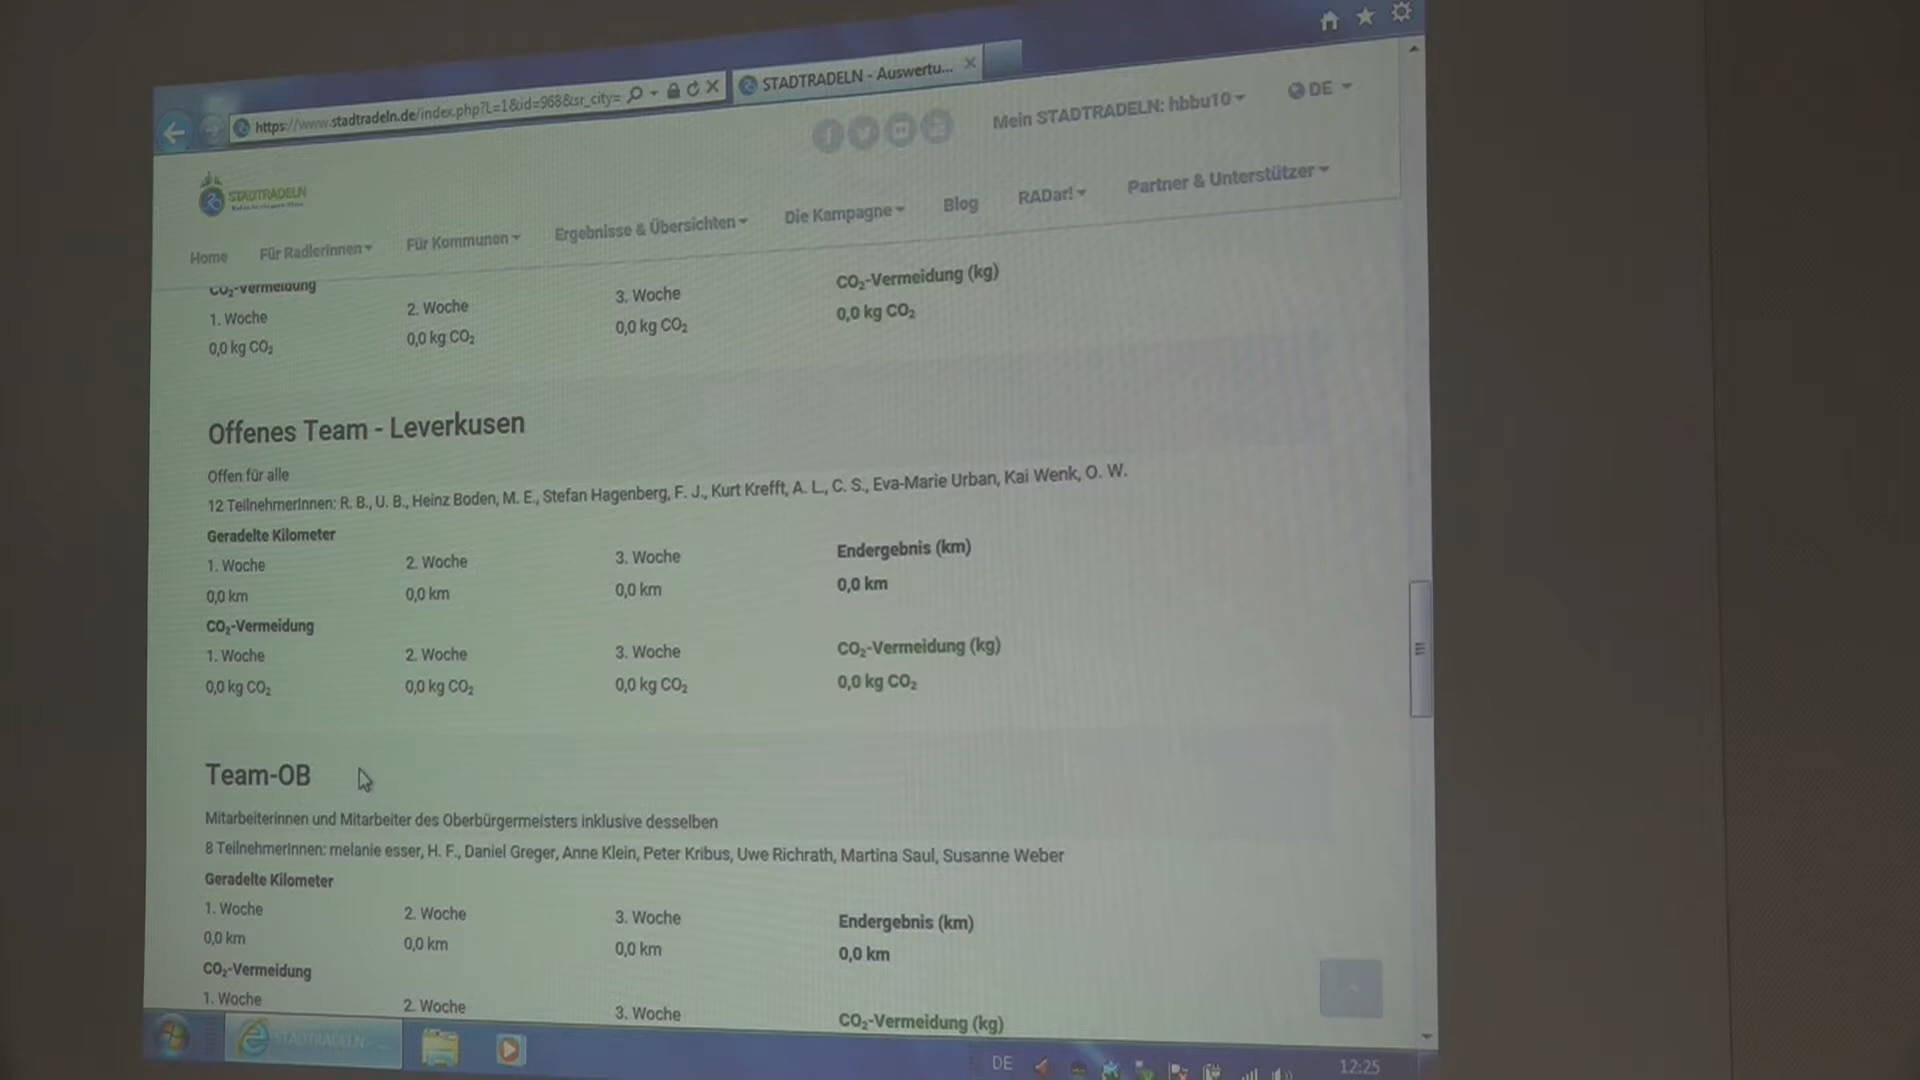 https://www.stadtradeln.de/index.php?L=1&id=968&sr_city=
STADTRADELN - Auswertu...
Mein STADTRADELN: hbbu10
DE
STADTRADELN
Home
Für RadlerInnen
Für Kommunen
Ergebnisse & Übersichten
Die Kampagne
Blog
RADar!
Partner & Unterstützer
CO₂-Vermeidung
1. Woche 2. Woche 3. Woche CO₂-Vermeidung (kg)
0,0 kg CO₂ 0,0 kg CO₂ 0,0 kg CO₂ 0,0 kg CO₂
Offenes Team - Leverkusen
Offen für alle
12 TeilnehmerInnen: R. B., U. B., Heinz Boden, M. E., Stefan Hagenberg, F. J., Kurt Krefft, A. L., C. S., Eva-Marie Urban, Kai Wenk, O. W.
Geradelte Kilometer
1. Woche 2. Woche 3. Woche Endergebnis (km)
0,0 km 0,0 km 0,0 km 0,0 km
CO₂-Vermeidung
1. Woche 2. Woche 3. Woche CO₂-Vermeidung (kg)
0,0 kg CO₂ 0,0 kg CO₂ 0,0 kg CO₂ 0,0 kg CO₂
Team-OB
Mitarbeiterinnen und Mitarbeiter des Oberbürgermeisters inklusive desselben
8 TeilnehmerInnen: melanie esser, H. F., Daniel Greger, Anne Klein, Peter Kribus, Uwe Richrath, Martina Saul, Susanne Weber
Geradelte Kilometer
1. Woche 2. Woche 3. Woche Endergebnis (km)
0,0 km 0,0 km 0,0 km 0,0 km
CO₂-Vermeidung
1. Woche 2. Woche 3. Woche CO₂-Vermeidung (kg)
STADTRADELN - ...
DE
12:25